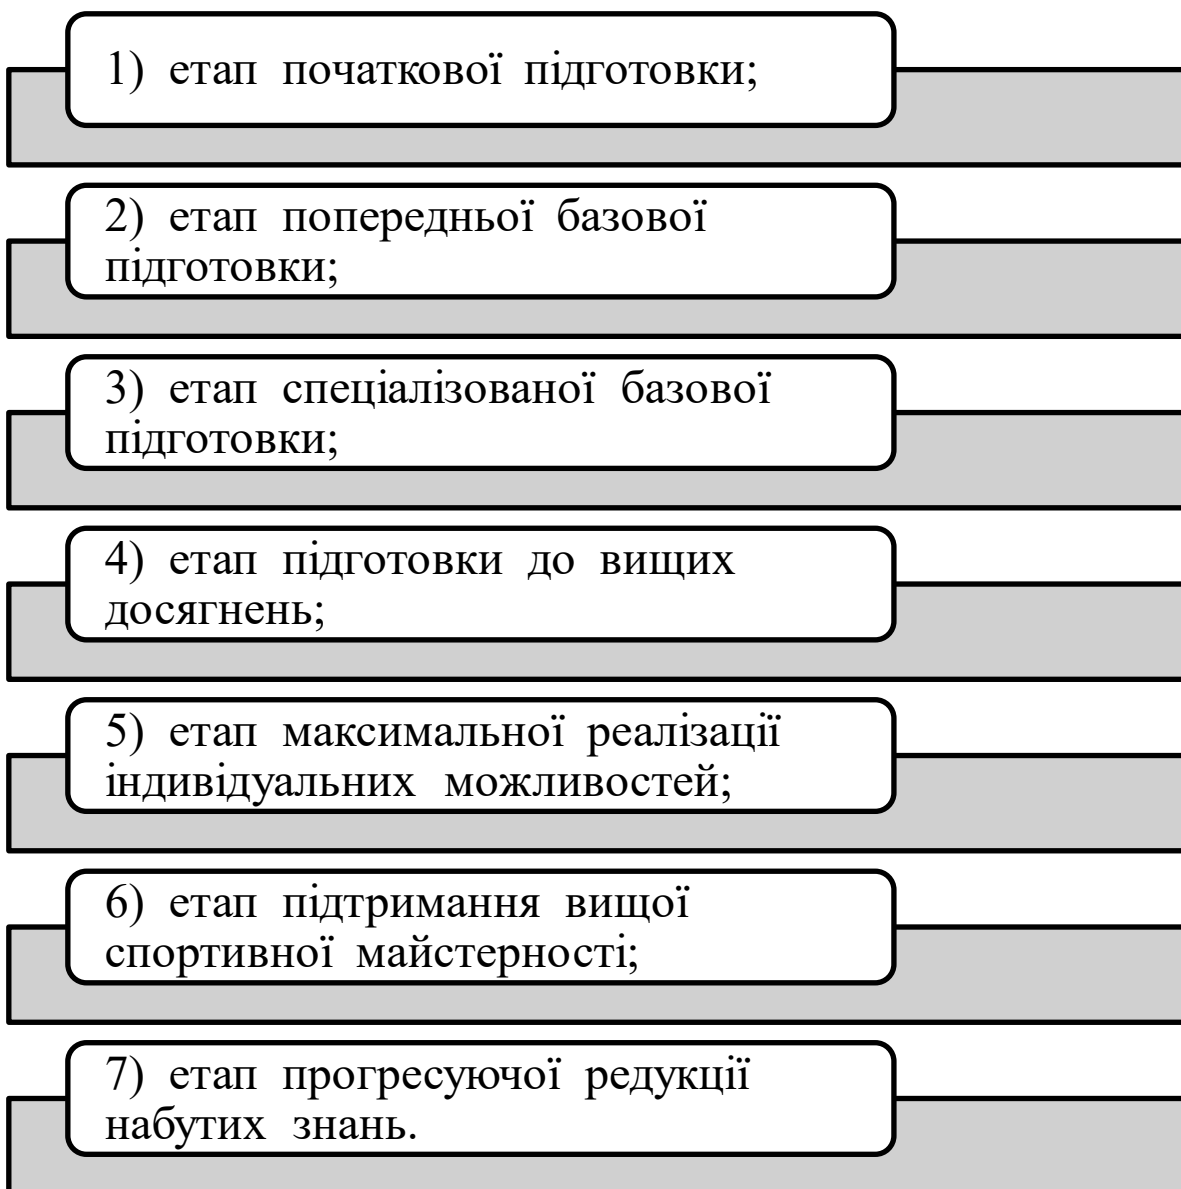 1) етап початкової підготовки;
2) етап попередньої базової
підготовки;
3) етап спеціалізованої базової
підготовки;
4) етап підготовки до вищих
досягнень;
5) етап максимальної реалізації
індивідуальних можливостей;
6) етап підтримання вищої
спортивної майстерності;
7) етап прогресуючої редукції
набутих знань.